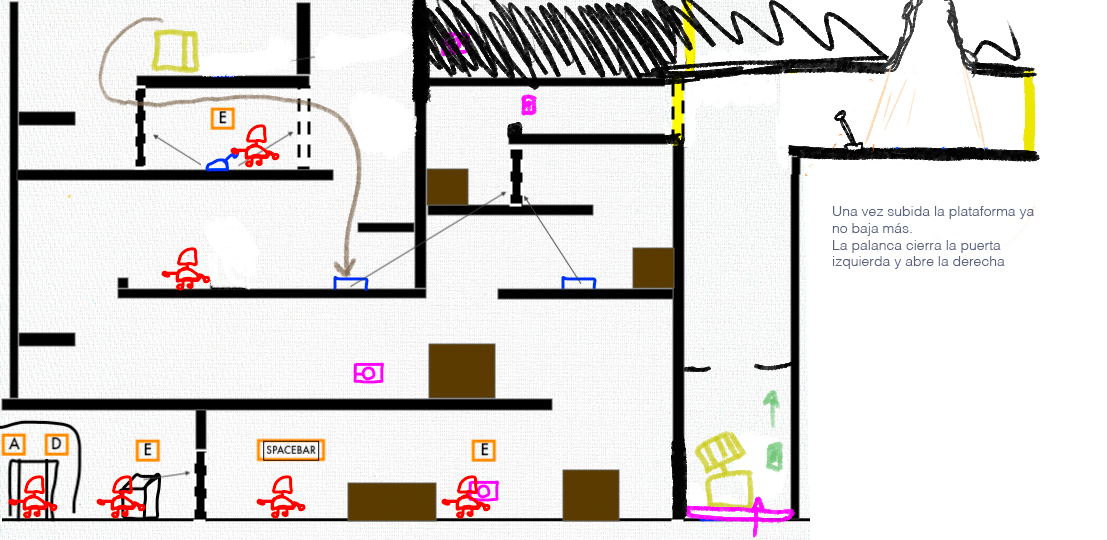 E
Una vez subida la plataforma ya
no baja más.
La palanca cierra la puerta
izquierda y abre la derecha
A D E SPACEBAR E